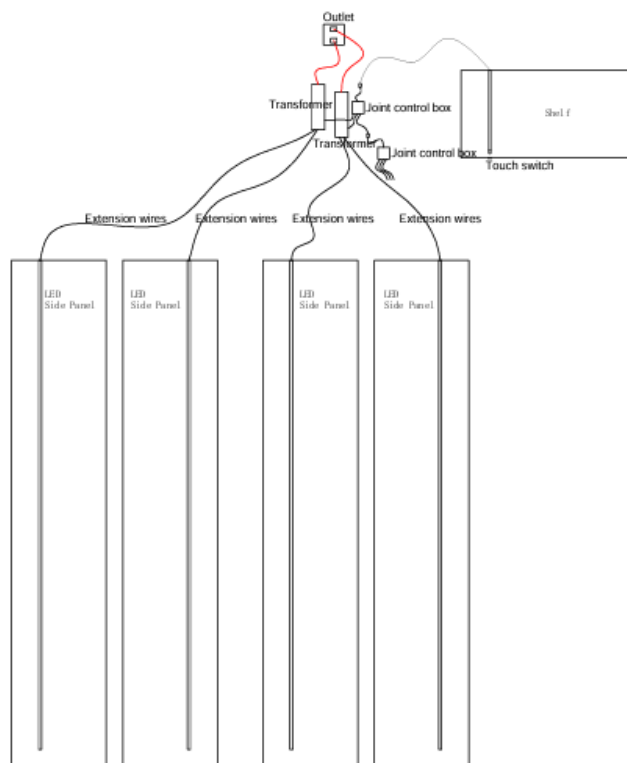 Outlet
Transformer
Joint control box
Shelf
Transformer
Joint control box
Touch switch
Extension wires
Extension wires
Extension wires
Extension wires
LED
Side Panel
LED
Side Panel
LED
Side Panel
LED
Side Panel